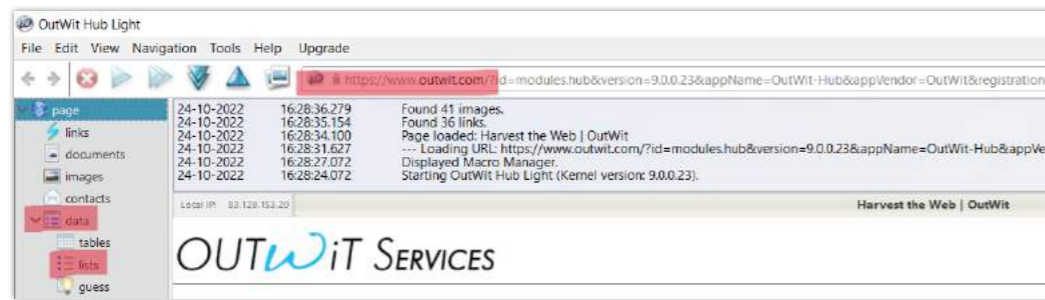 OutWit Hub Light
File Edit View Navigation Tools Help Upgrade
https://www.outwit.com/?id=modules.hub&version=9.0.0.23&appName=OutWit-Hub&appVendor=OutWit&registration
page
links
documents
images
contacts
data
tables
lists
guess
24-10-2022 16:28:36.279 Found 41 images.
24-10-2022 16:28:35.154 Found 36 links.
24-10-2022 16:28:34.100 Page loaded: Harvest the Web | OutWit
24-10-2022 16:28:31.627 --- Loading URL: https://www.outwit.com/?id=modules.hub&version=9.0.0.23&appName=OutWit-Hub&appVe
24-10-2022 16:28:27.072 Displayed Macro Manager.
24-10-2022 16:28:24.072 Starting OutWit Hub Light (Kernel version: 9.0.0.23).
Local IP: 83.128.153.20 Harvest the Web | OutWit
OUTWiT SERVICES